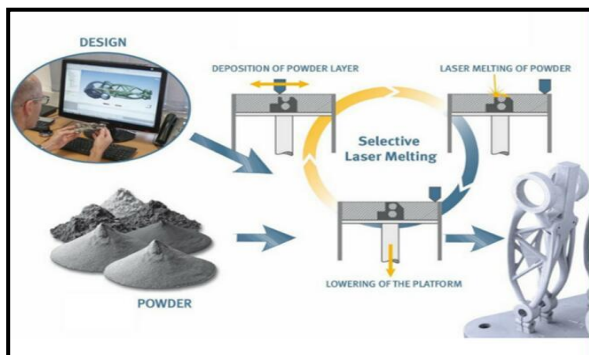 DESIGN
DEPOSITION OF POWDER LAYER
LASER MELTING OF POWDER
Selective
Laser Melting
LOWERING OF THE PLATFORM
POWDER